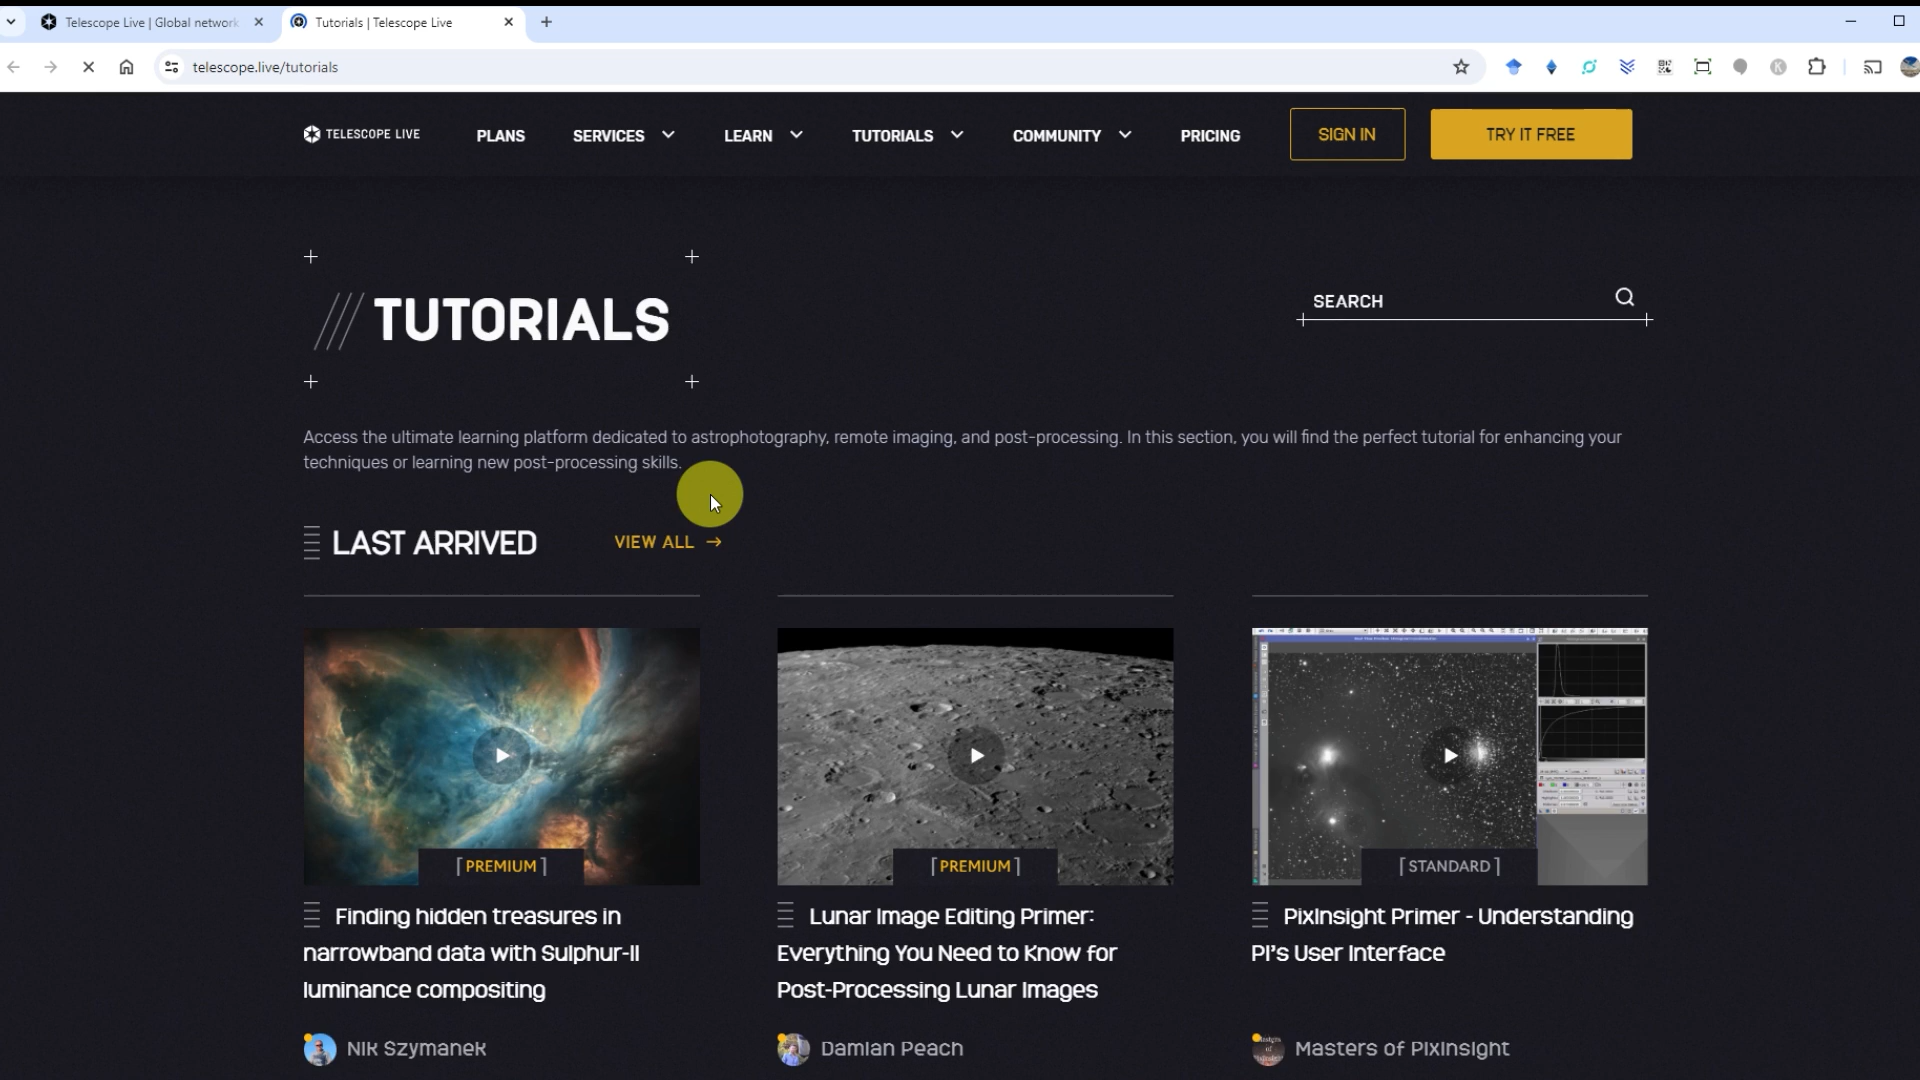 Telescope Live | Global network
Tutorials | Telescope Live
telescope.live/tutorials
TELESCOPE LIVE
PLANS
SERVICES
LEARN
TUTORIALS
COMMUNITY
PRICING
SIGN IN
TRY IT FREE
TUTORIALS
SEARCH
Access the ultimate learning platform dedicated to astrophotography, remote imaging, and post-processing. In this section, you will find the perfect tutorial for enhancing your
techniques or learning new post-processing skills.
LAST ARRIVED
VIEW ALL →
[PREMIUM]
[PREMIUM]
[STANDARD]
Finding hidden treasures in
narrowband data with Sulphur-II
luminance compositing
Lunar Image Editing Primer:
Everything You Need to Know for
Post-Processing Lunar Images
PixInsight Primer - Understanding
PI's User Interface
Nik Szymanek
Damian Peach
Masters of PixInsight